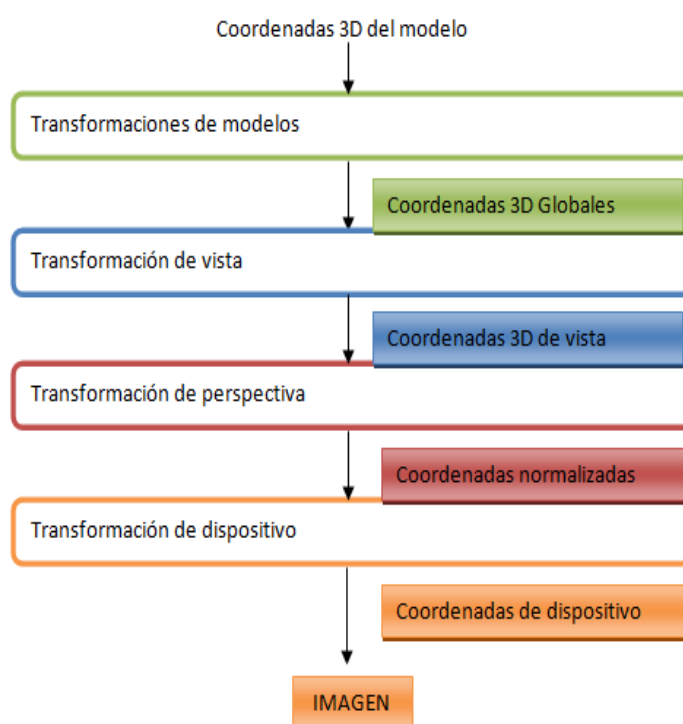 Coordenadas 3D del modelo
Transformaciones de modelos
Coordenadas 3D Globales
Transformación de vista
Coordenadas 3D de vista
Transformación de perspectiva
Coordenadas normalizadas
Transformación de dispositivo
Coordenadas de dispositivo
IMAGEN